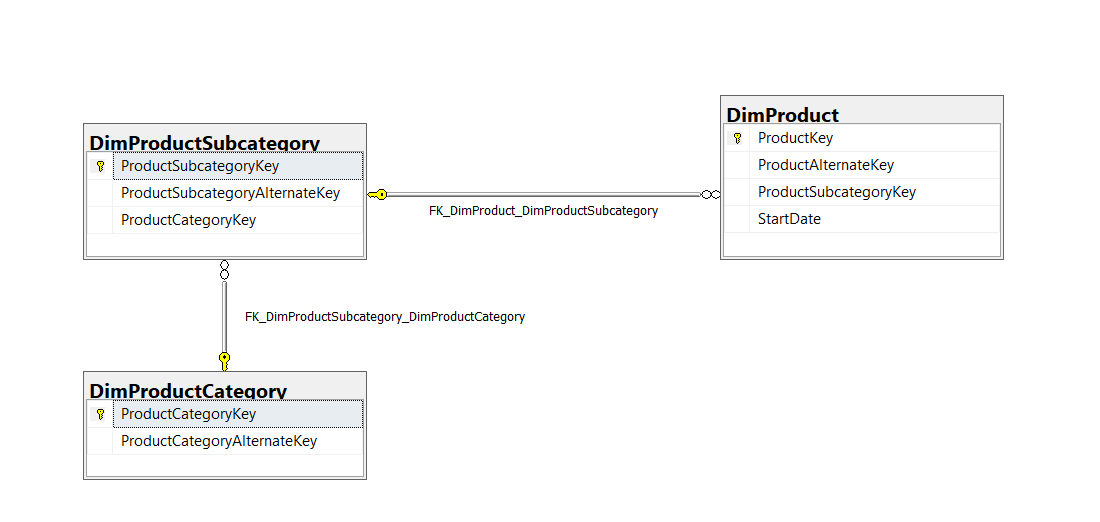 DimProductSubcategory
ProductSubcategoryKey
ProductSubcategoryAlternateKey
ProductCategoryKey
FK_DimProduct_DimProductSubcategory
DimProduct
ProductKey
ProductAlternateKey
ProductSubcategoryKey
StartDate
FK_DimProductSubcategory_DimProductCategory
DimProductCategory
ProductCategoryKey
ProductCategoryAlternateKey